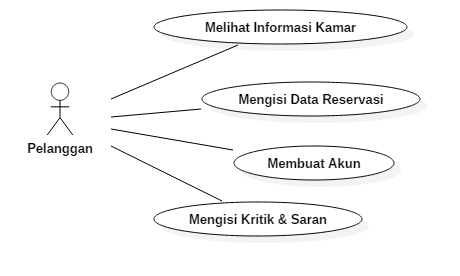 Melihat Informasi Kamar
Mengisi Data Reservasi
Pelanggan
Membuat Akun
Mengisi Kritik & Saran